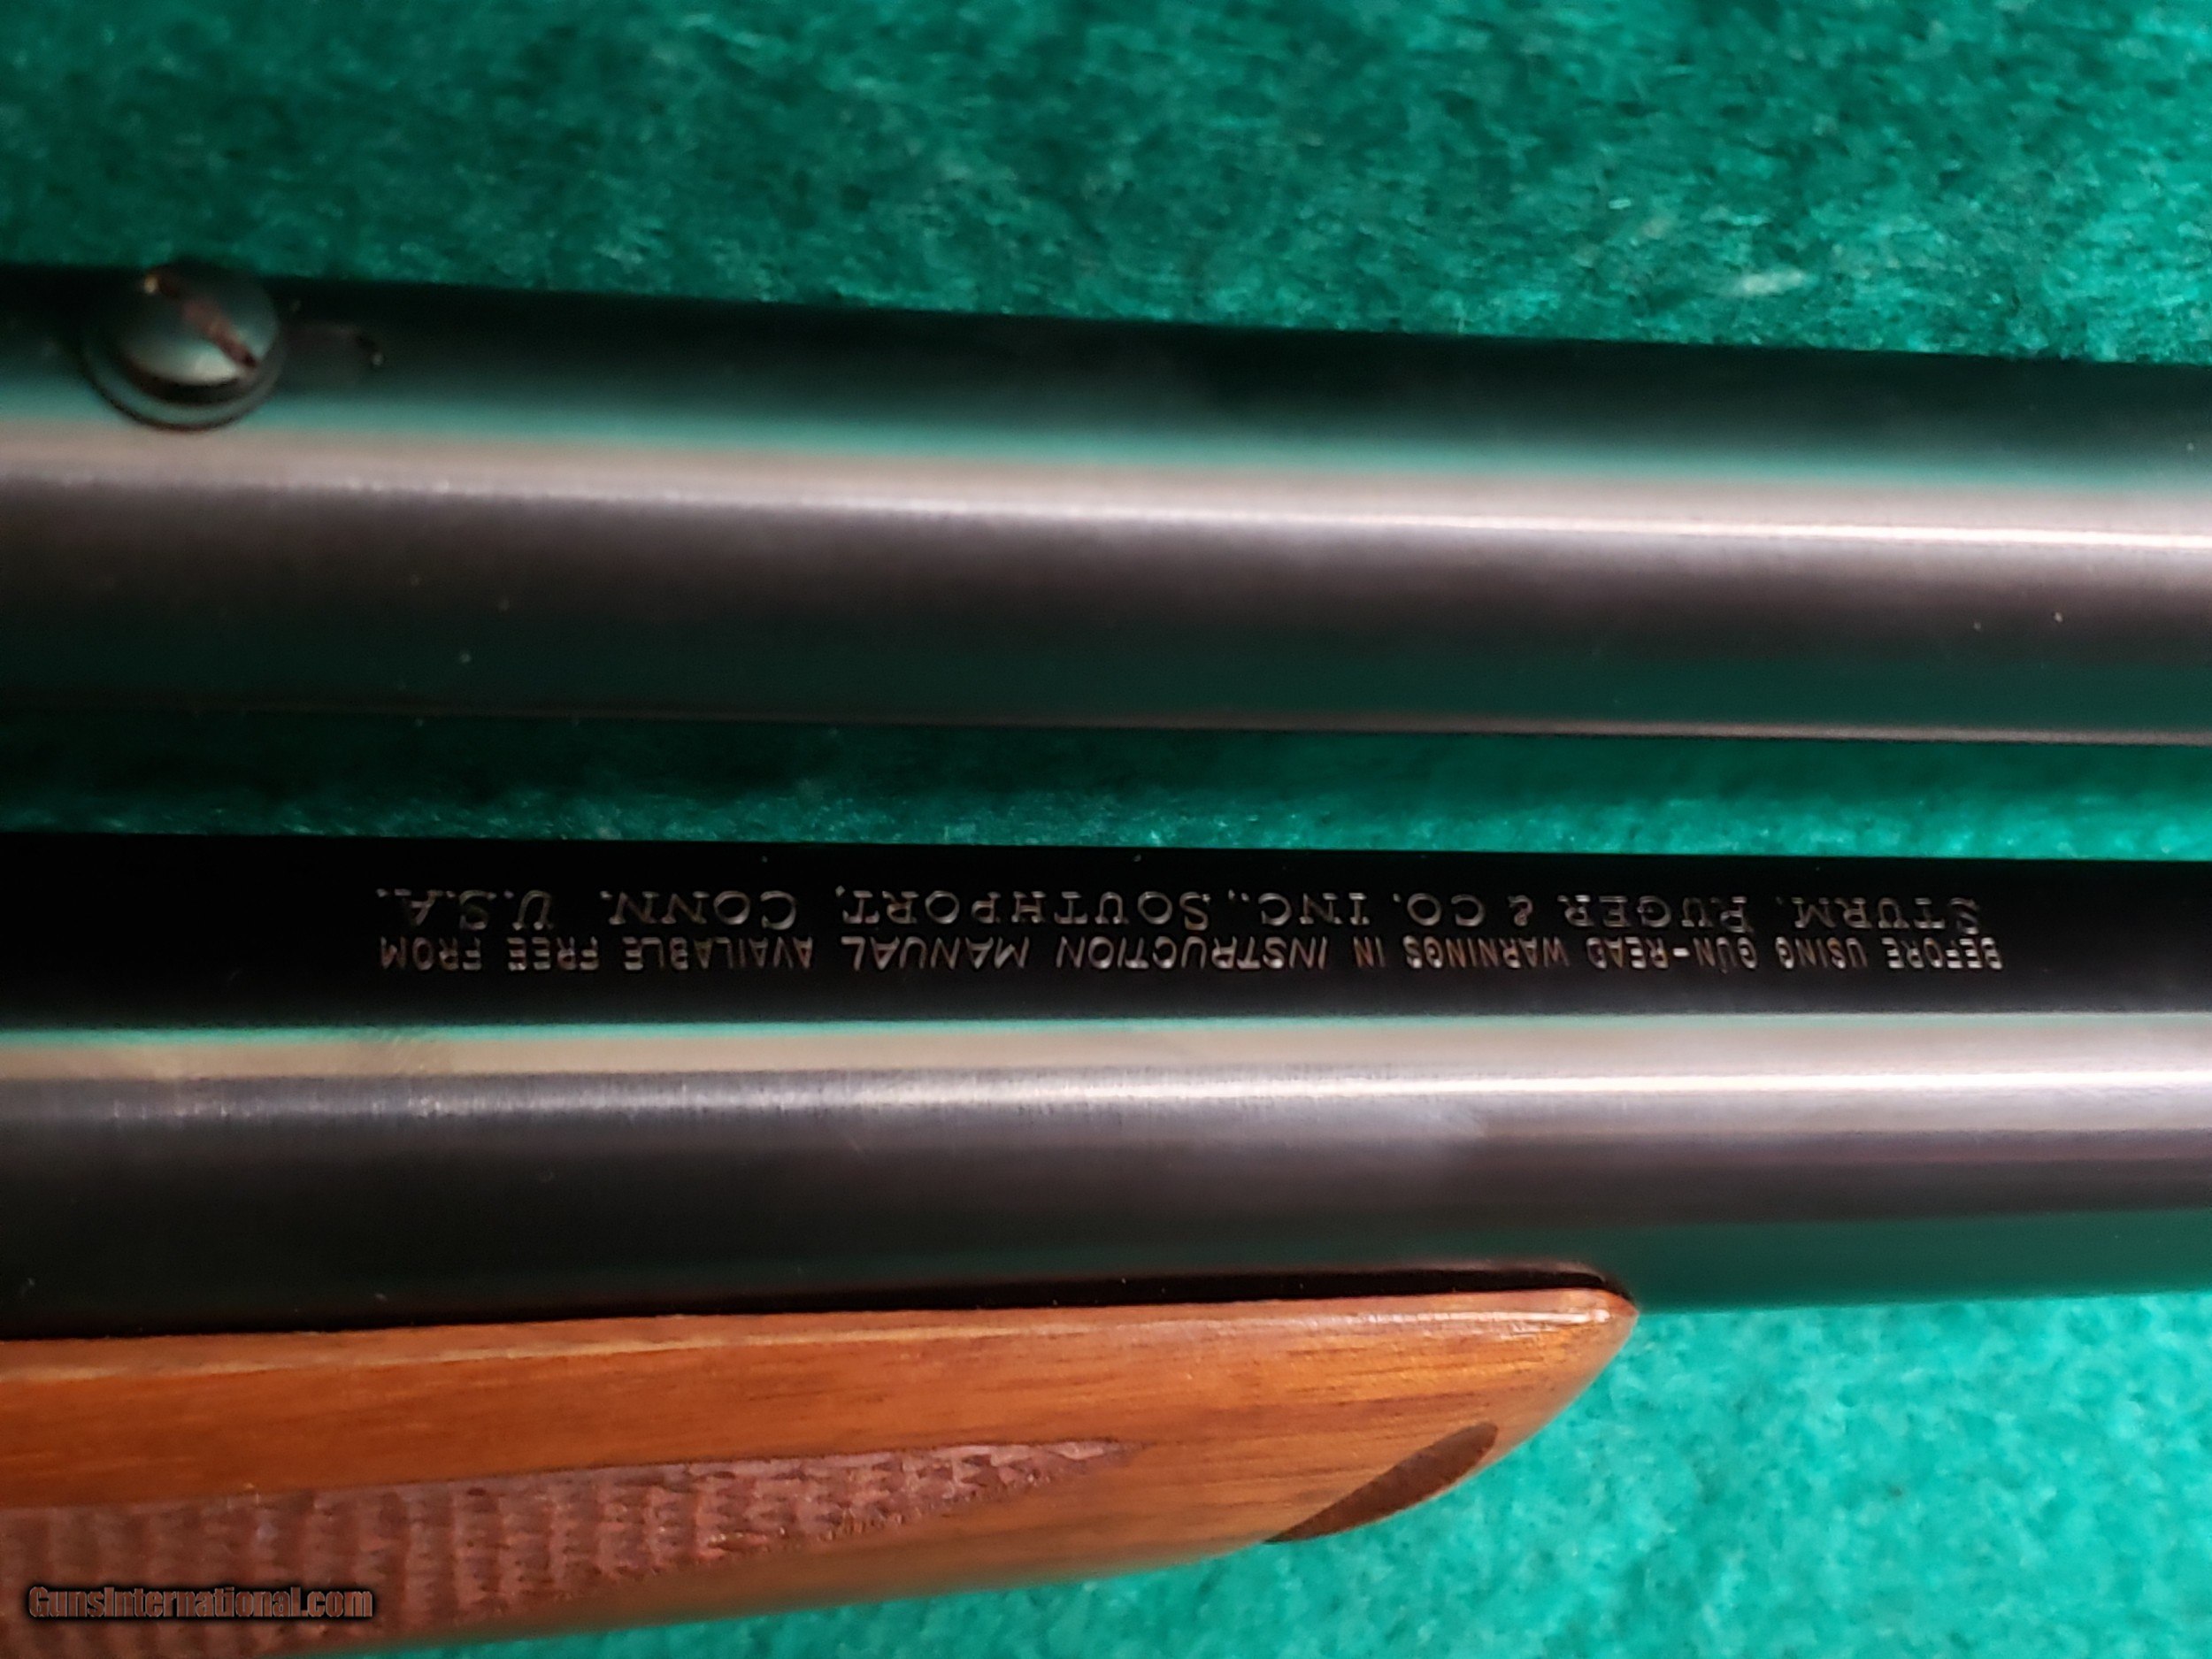 BEFORE USING GUN-READ WARNINGS IN INSTRUCTION MANUAL AVAILABLE FREE FROM
STURM, RUGER & CO. INC., SOUTHPORT, CONN. U.S.A.
GunsInternational.com